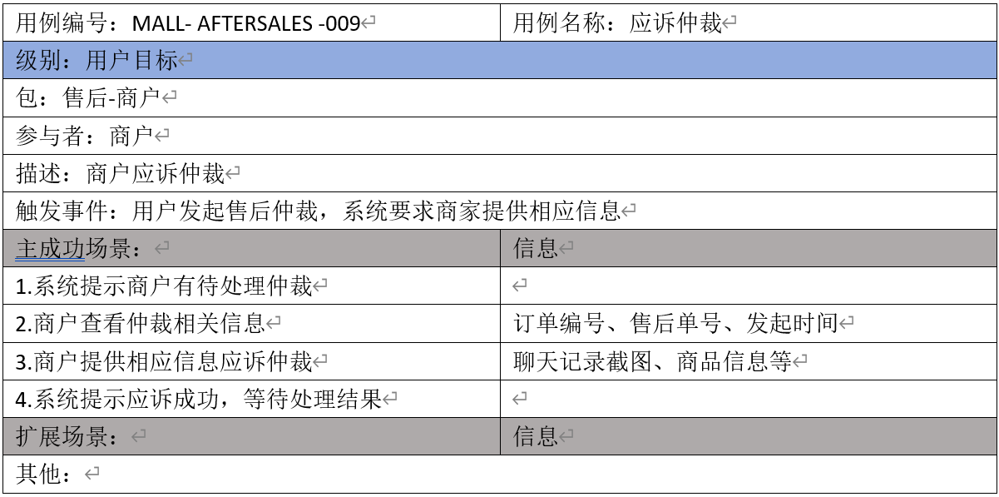 用例编号：MALL- AFTERSALES -009 用例名称：应诉仲裁
级别：用户目标
包：售后-商户
参与者：商户
描述：商户应诉仲裁
触发事件：用户发起售后仲裁，系统要求商家提供相应信息
主成功场景： 信息
1.系统提示商户有待处理仲裁
2.商户查看仲裁相关信息 订单编号、售后单号、发起时间
3.商户提供相应信息应诉仲裁 聊天记录截图、商品信息等
4.系统提示应诉成功，等待处理结果
扩展场景： 信息
其他：